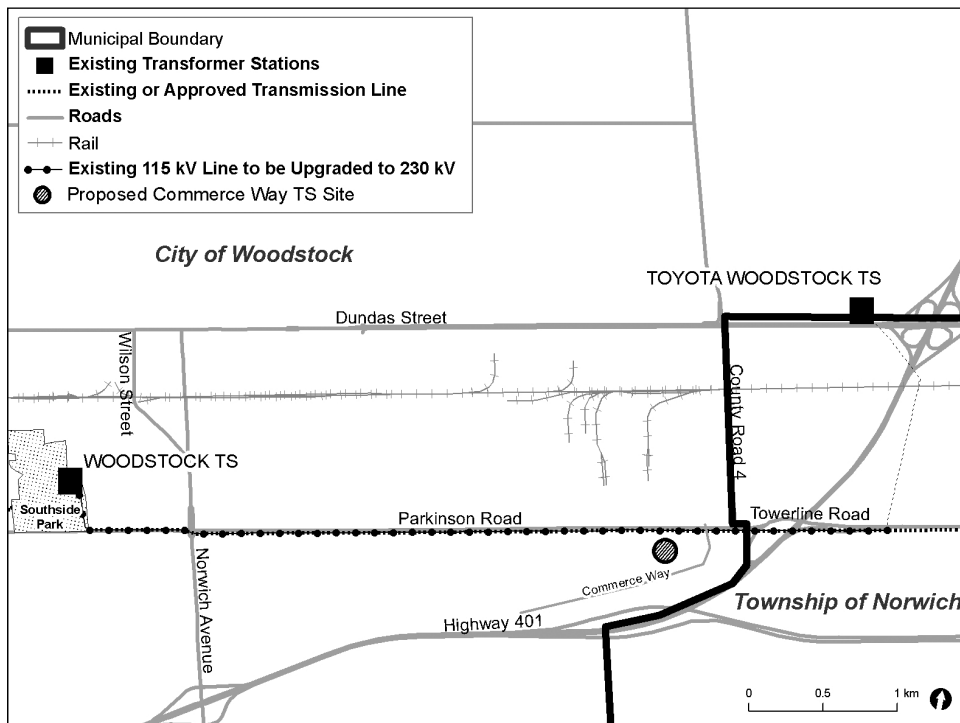 Municipal Boundary
Existing Transformer Stations
Existing or Approved Transmission Line
Roads
Rail
Existing 115 kV Line to be Upgraded to 230 kV
Proposed Commerce Way TS Site
City of Woodstock
TOYOTA WOODSTOCK TS
Dundas Street
Wilson Street
County Road 4
WOODSTOCK TS
Southside
Park
Parkinson Road
Towerline Road
Norwich Avenue
Commerce Way
Township of Norwich
Highway 401
0 0.5 1 km